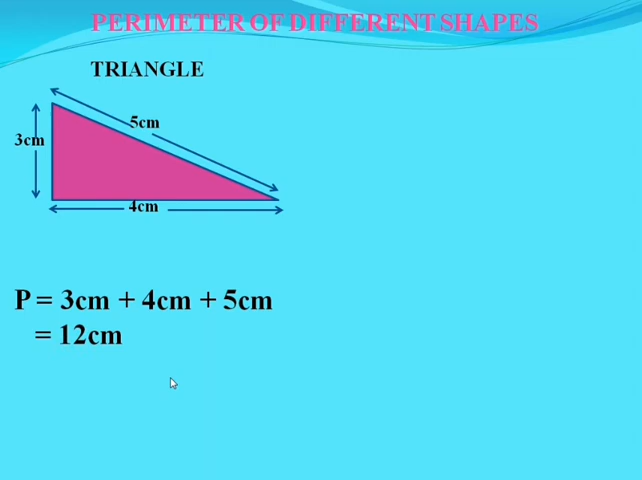 PERIMETER OF DIFFERENT SHAPES
TRIANGLE
5cm
3cm
4cm
P = 3cm + 4cm + 5cm
= 12cm